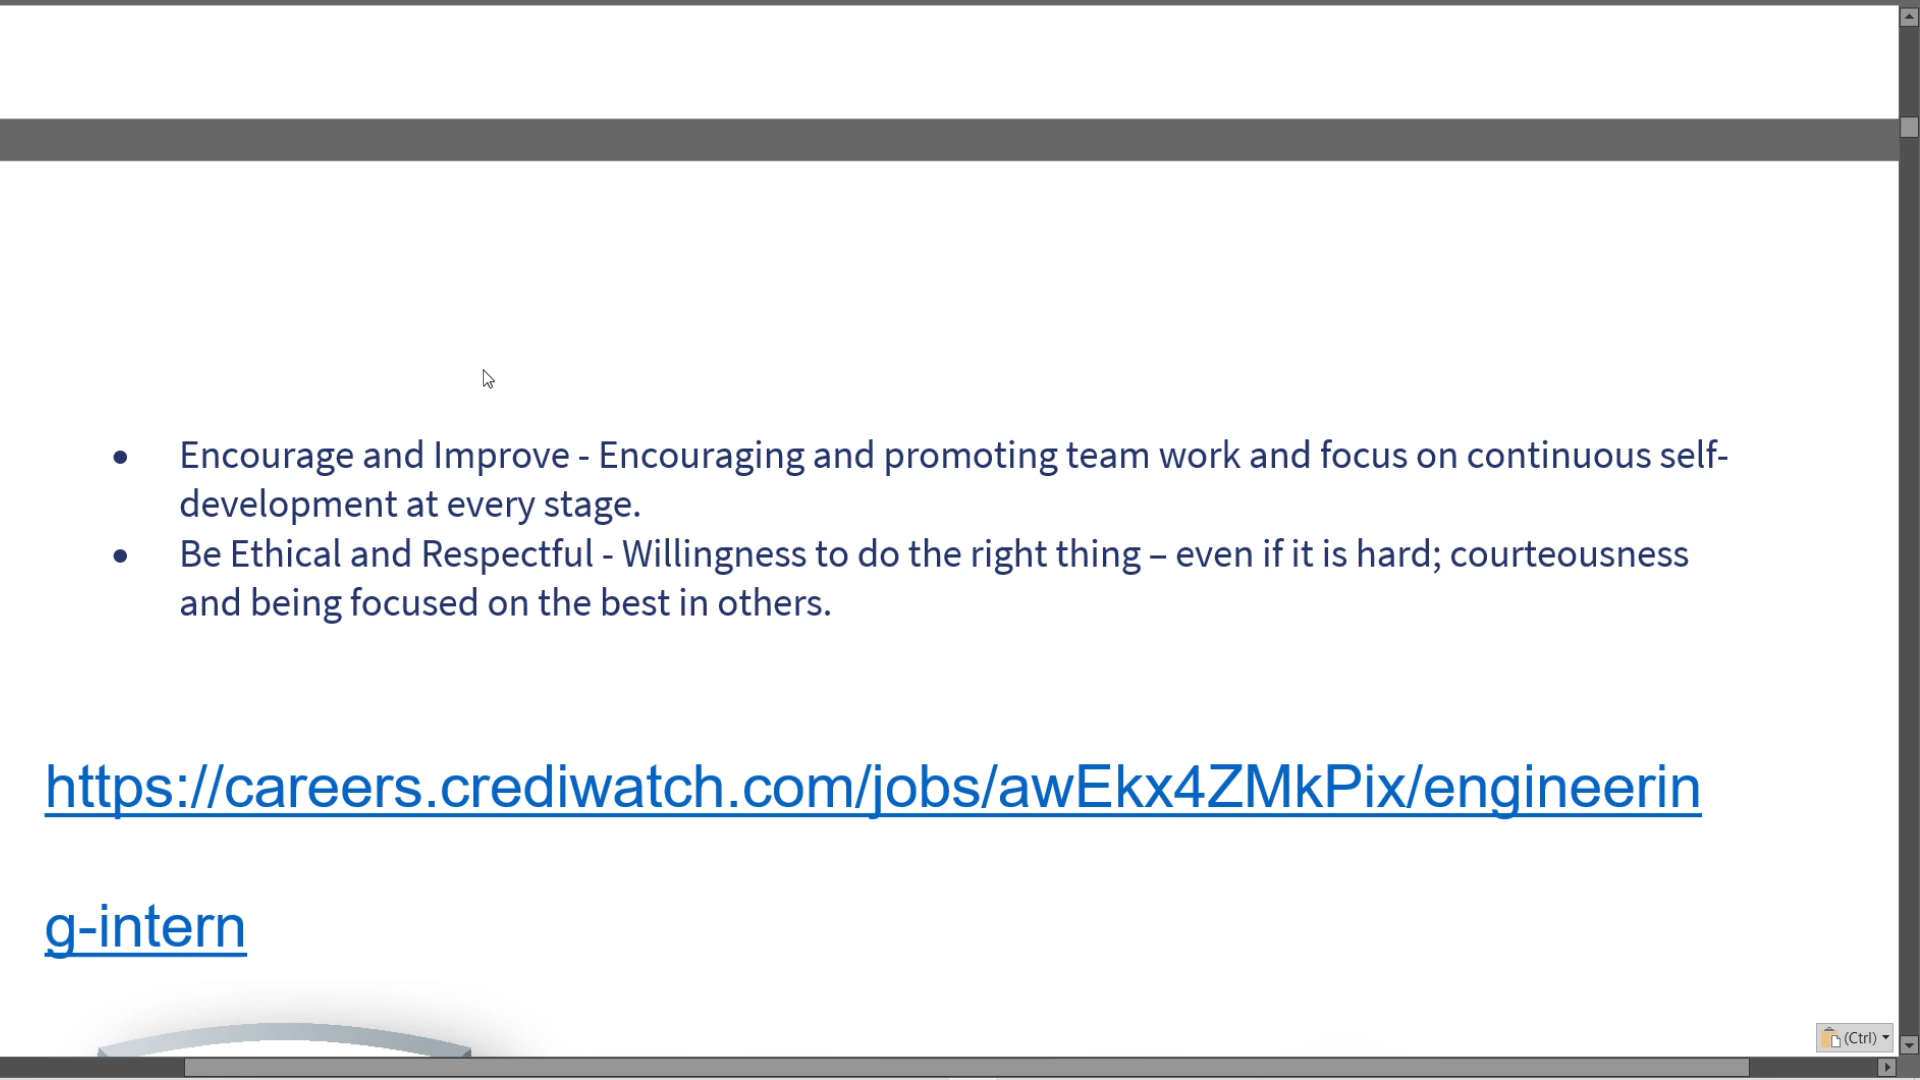 • Encourage and Improve - Encouraging and promoting team work and focus on continuous self-
development at every stage.
• Be Ethical and Respectful - Willingness to do the right thing – even if it is hard; courteousness
and being focused on the best in others.
https://careers.crediwatch.com/jobs/awEkx4ZMkPix/engineerin
g-intern
(Ctrl)